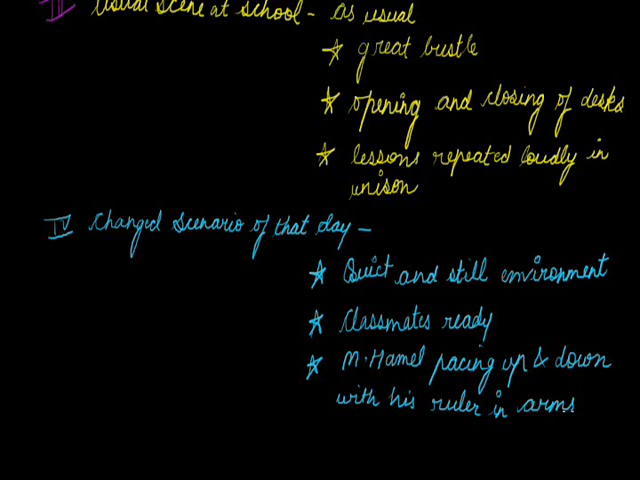 III Usual scene at school - As usual
☆ great bustle
☆ opening and closing of desks
☆ lessons repeated loudly in
unison
IV Changed scenario of that day -
☆ Quiet and still environment
☆ Classmates ready
☆ M. Hamel pacing up & down
with his ruler in arms